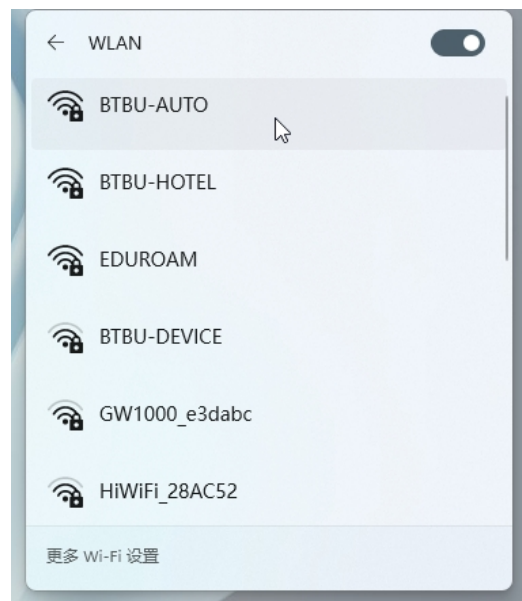 WLAN
BTBU-AUTO
BTBU-HOTEL
EDUROAM
BTBU-DEVICE
GW1000_e3dabc
HiWiFi_28AC52
更多 Wi-Fi 设置